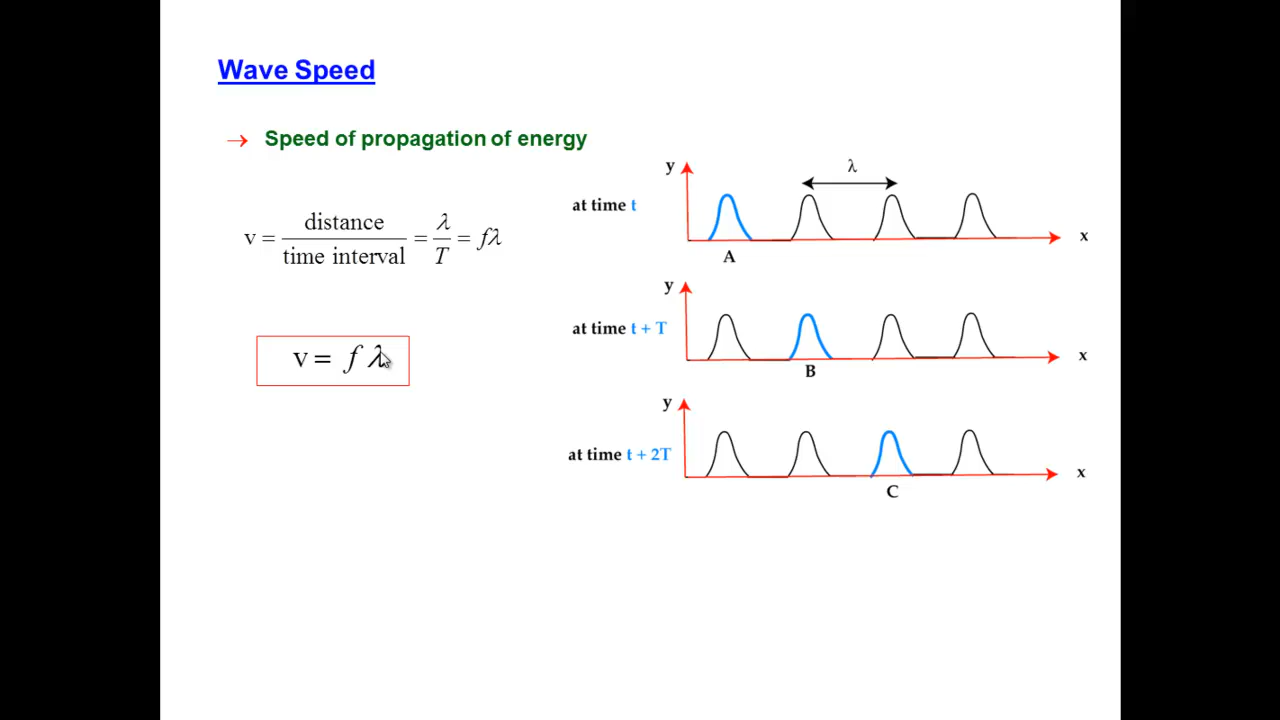 Wave Speed
→ Speed of propagation of energy
v = distance / time interval = λ / T = fλ
v = f λ
y
λ
at time t
x
A
y
at time t + T
x
B
y
at time t + 2T
x
C